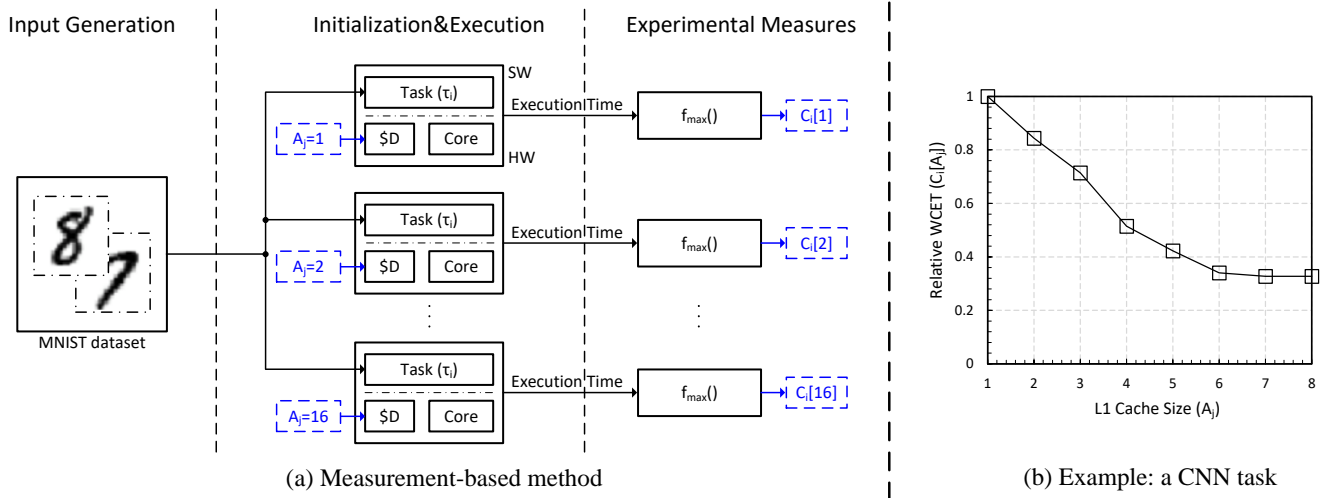 Input Generation
Initialization&Execution
Experimental Measures
SW
Task (τi)
Execution Time
fmax()
Ci[1]
Aj=1
$D
Core
HW
Task (τi)
Execution Time
fmax()
Ci[2]
Aj=2
$D
Core
8
7
MNIST dataset
Task (τi)
Execution Time
fmax()
Ci[16]
Aj=16
$D
Core
(a) Measurement-based method
Relative WCET (Ci[Aj])
1
0.8
0.6
0.4
0.2
0
1 2 3 4 5 6 7 8
L1 Cache Size (Aj)
(b) Example: a CNN task